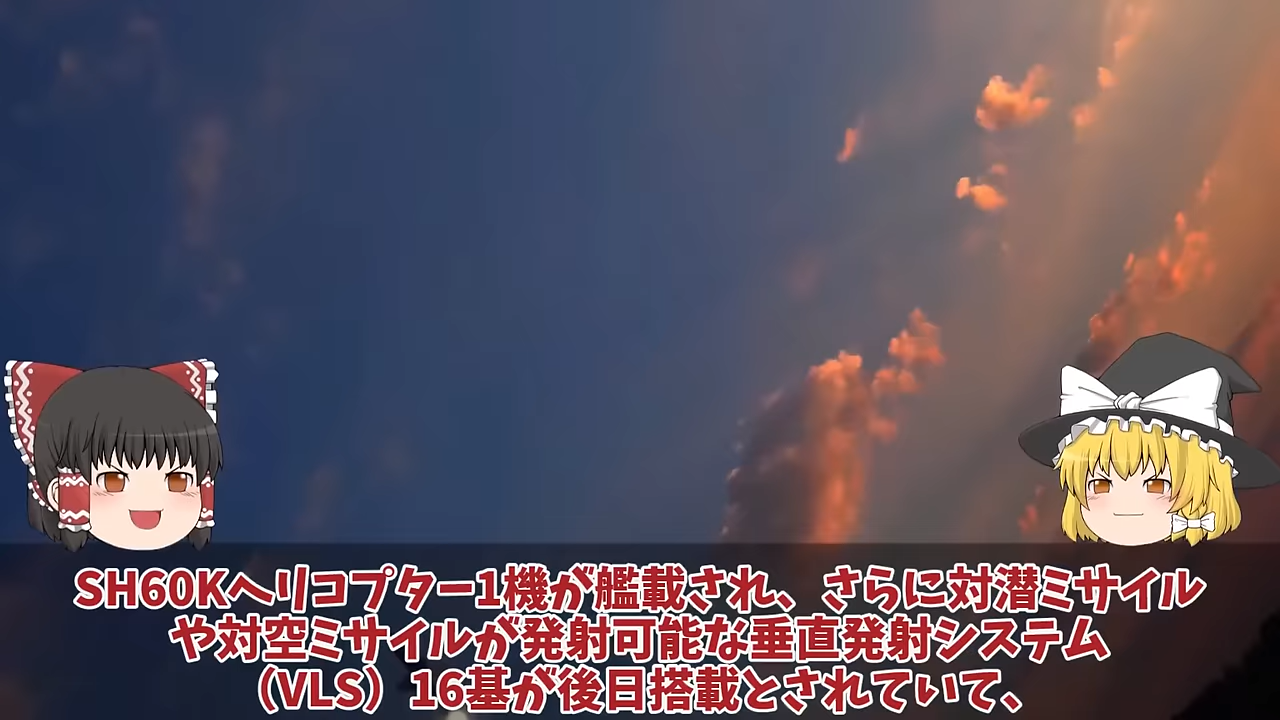 SH60Kヘリコプター1機が艦載され、さらに対潜ミサイル
や対空ミサイルが発射可能な垂直発射システム
（VLS）16基が後日搭載とされていて、